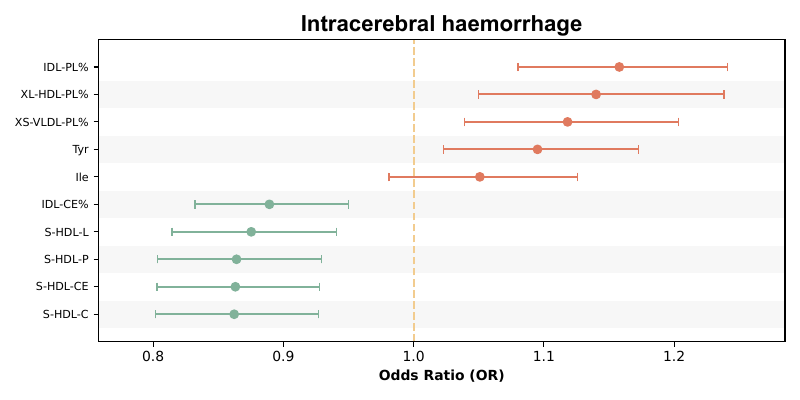 Intracerebral haemorrhage
IDL-PL%
XL-HDL-PL%
XS-VLDL-PL%
Tyr
Ile
IDL-CE%
S-HDL-L
S-HDL-P
S-HDL-CE
S-HDL-C
0.8 0.9 1.0 1.1 1.2
Odds Ratio (OR)